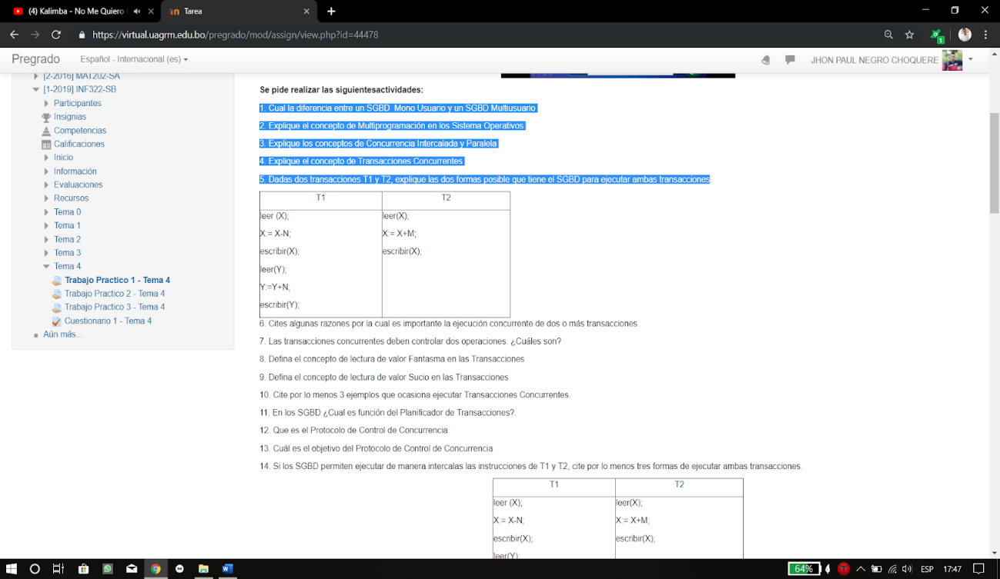 (4) Kalimba - No Me Quiero
Tarea
https://virtual.uagrm.edu.bo/pregrado/mod/assign/view.php?id=44478
1
Pregrado
Español - Internacional (es)
JHON PAUL NEGRO CHOQUERE
[2-2016] MAT202-SA
[1-2019] INF322-SB
Participantes
Insignias
Competencias
Calificaciones
Inicio
Información
Evaluaciones
Recursos
Tema 0
Tema 1
Tema 2
Tema 3
Tema 4
Trabajo Practico 1 - Tema 4
Trabajo Practico 2 - Tema 4
Trabajo Practico 3 - Tema 4
Cuestionario 1 - Tema 4
Aún más...
Se pide realizar las siguientesactividades:
1. Cual la diferencia entre un SGBD Mono Usuario y un SGBD Multiusuario
2. Explique el concepto de Multiprogramación en los Sistema Operativos
3. Explique los conceptos de Concurrencia Intercalada y Paralela
4. Explique el concepto de Transacciones Concurrentes
5. Dadas dos transacciones T1 y T2, explique las dos formas posible que tiene el SGBD para ejecutar ambas transacciones
T1 T2
leer (X); leer(X),
X:= X-N; X:= X+M;
escribir(X); escribir(X);
leer(Y);
Y:=Y+N;
escribir(Y);
6. Cites algunas razones por la cual es importante la ejecución concurrente de dos o más transacciones.
7. Las transacciones concurrentes deben controlar dos operaciones. ¿Cuáles son?
8. Defina el concepto de lectura de valor Fantasma en las Transacciones
9. Defina el concepto de lectura de valor Sucio en las Transacciones
10. Cite por lo menos 3 ejemplos que ocasiona ejecutar Transacciones Concurrentes.
11. En los SGBD ¿Cual es función del Planificador de Transacciones?.
12. Que es el Protocolo de Control de Concurrencia
13. Cuál es el objetivo del Protocolo de Control de Concurrencia
14. Si los SGBD permiten ejecutar de manera intercalas las instrucciones de T1 y T2, cite por lo menos tres formas de ejecutar ambas transacciones.
T1 T2
leer (X); leer(X);
X:= X-N; X:= X+M;
escribir(X); escribir(X);
leer(Y);
64% ESP 17:47